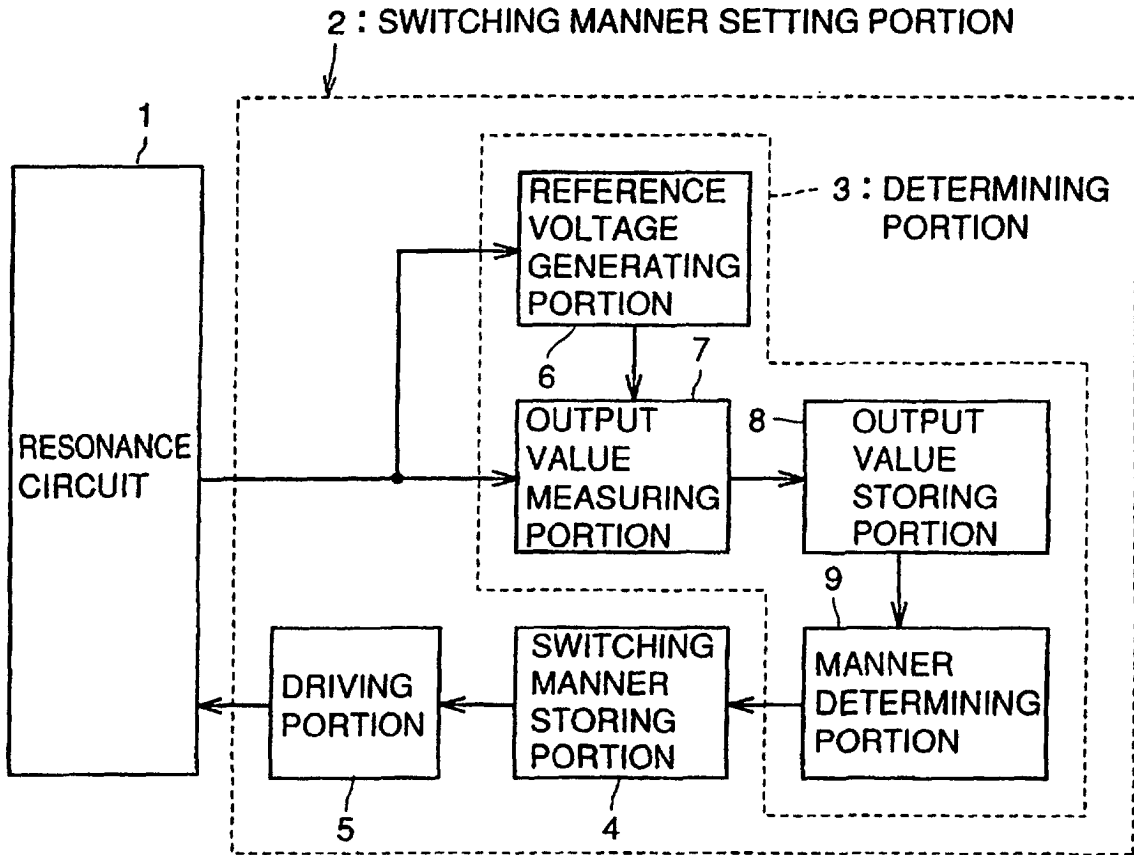 2 : SWITCHING MANNER SETTING PORTION
1
REFERENCE
VOLTAGE
GENERATING
PORTION
3 : DETERMINING
PORTION
6
7
RESONANCE
CIRCUIT
OUTPUT
VALUE
MEASURING
PORTION
8
OUTPUT
VALUE
STORING
PORTION
9
DRIVING
PORTION
SWITCHING
MANNER
STORING
PORTION
MANNER
DETERMINING
PORTION
5
4